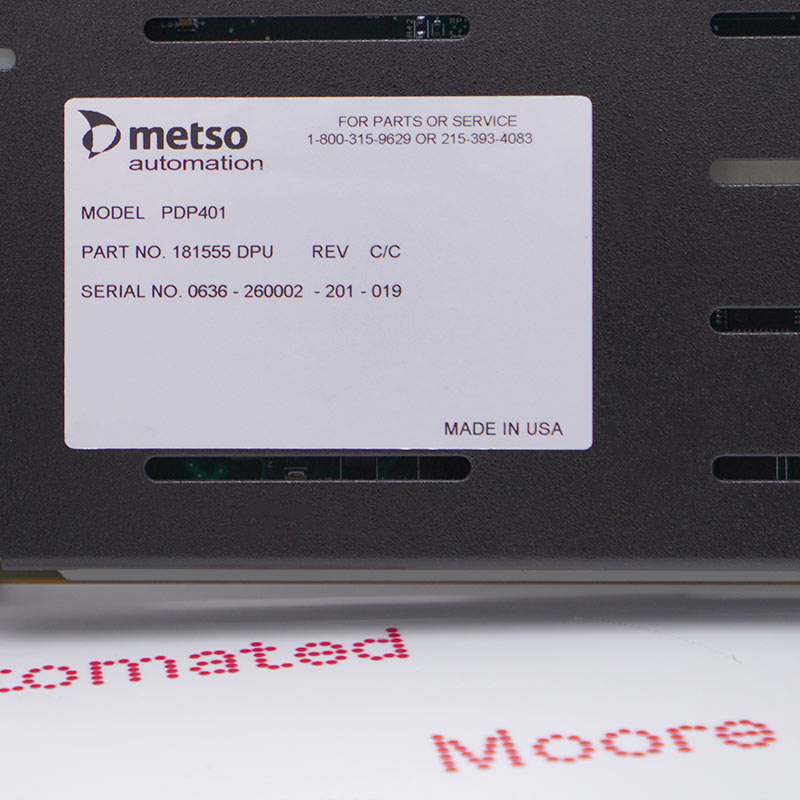 metso
automation
FOR PARTS OR SERVICE
1-800-315-9629 OR 215-393-4083
MODEL PDP401
PART NO. 181555 DPU REV C/C
SERIAL NO. 0636 - 260002 - 201 - 019
MADE IN USA
tomated
Moore